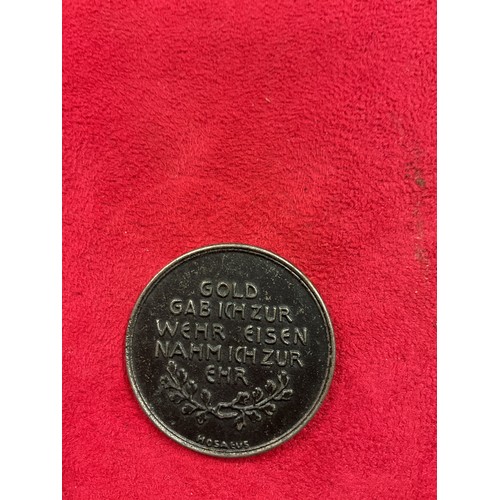 GOLD
GAB ICH ZUR
WEHR EISEN
NAHM ICH ZUR
EHR
HOSAEUS